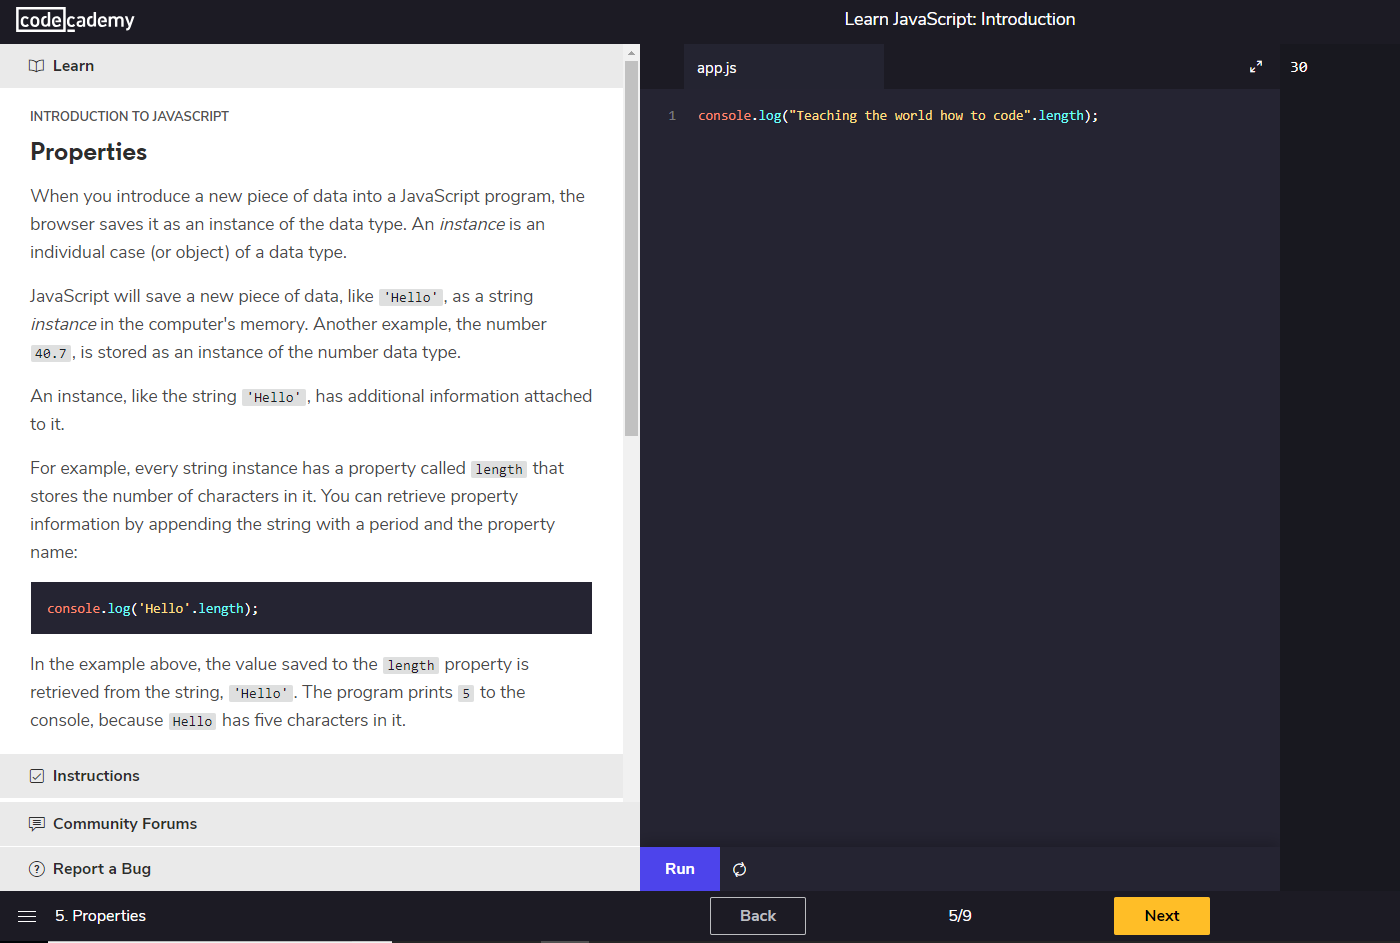 codecademy
Learn JavaScript: Introduction
Learn
INTRODUCTION TO JAVASCRIPT
Properties
When you introduce a new piece of data into a JavaScript program, the
browser saves it as an instance of the data type. An instance is an
individual case (or object) of a data type.
JavaScript will save a new piece of data, like 'Hello', as a string
instance in the computer's memory. Another example, the number
40.7, is stored as an instance of the number data type.
An instance, like the string 'Hello', has additional information attached
to it.
For example, every string instance has a property called length that
stores the number of characters in it. You can retrieve property
information by appending the string with a period and the property
name:
console.log('Hello'.length);
In the example above, the value saved to the length property is
retrieved from the string, 'Hello'. The program prints 5 to the
console, because Hello has five characters in it.
Instructions
Community Forums
Report a Bug
app.js
1 console.log("Teaching the world how to code".length);
30
Run
5. Properties
Back
5/9
Next